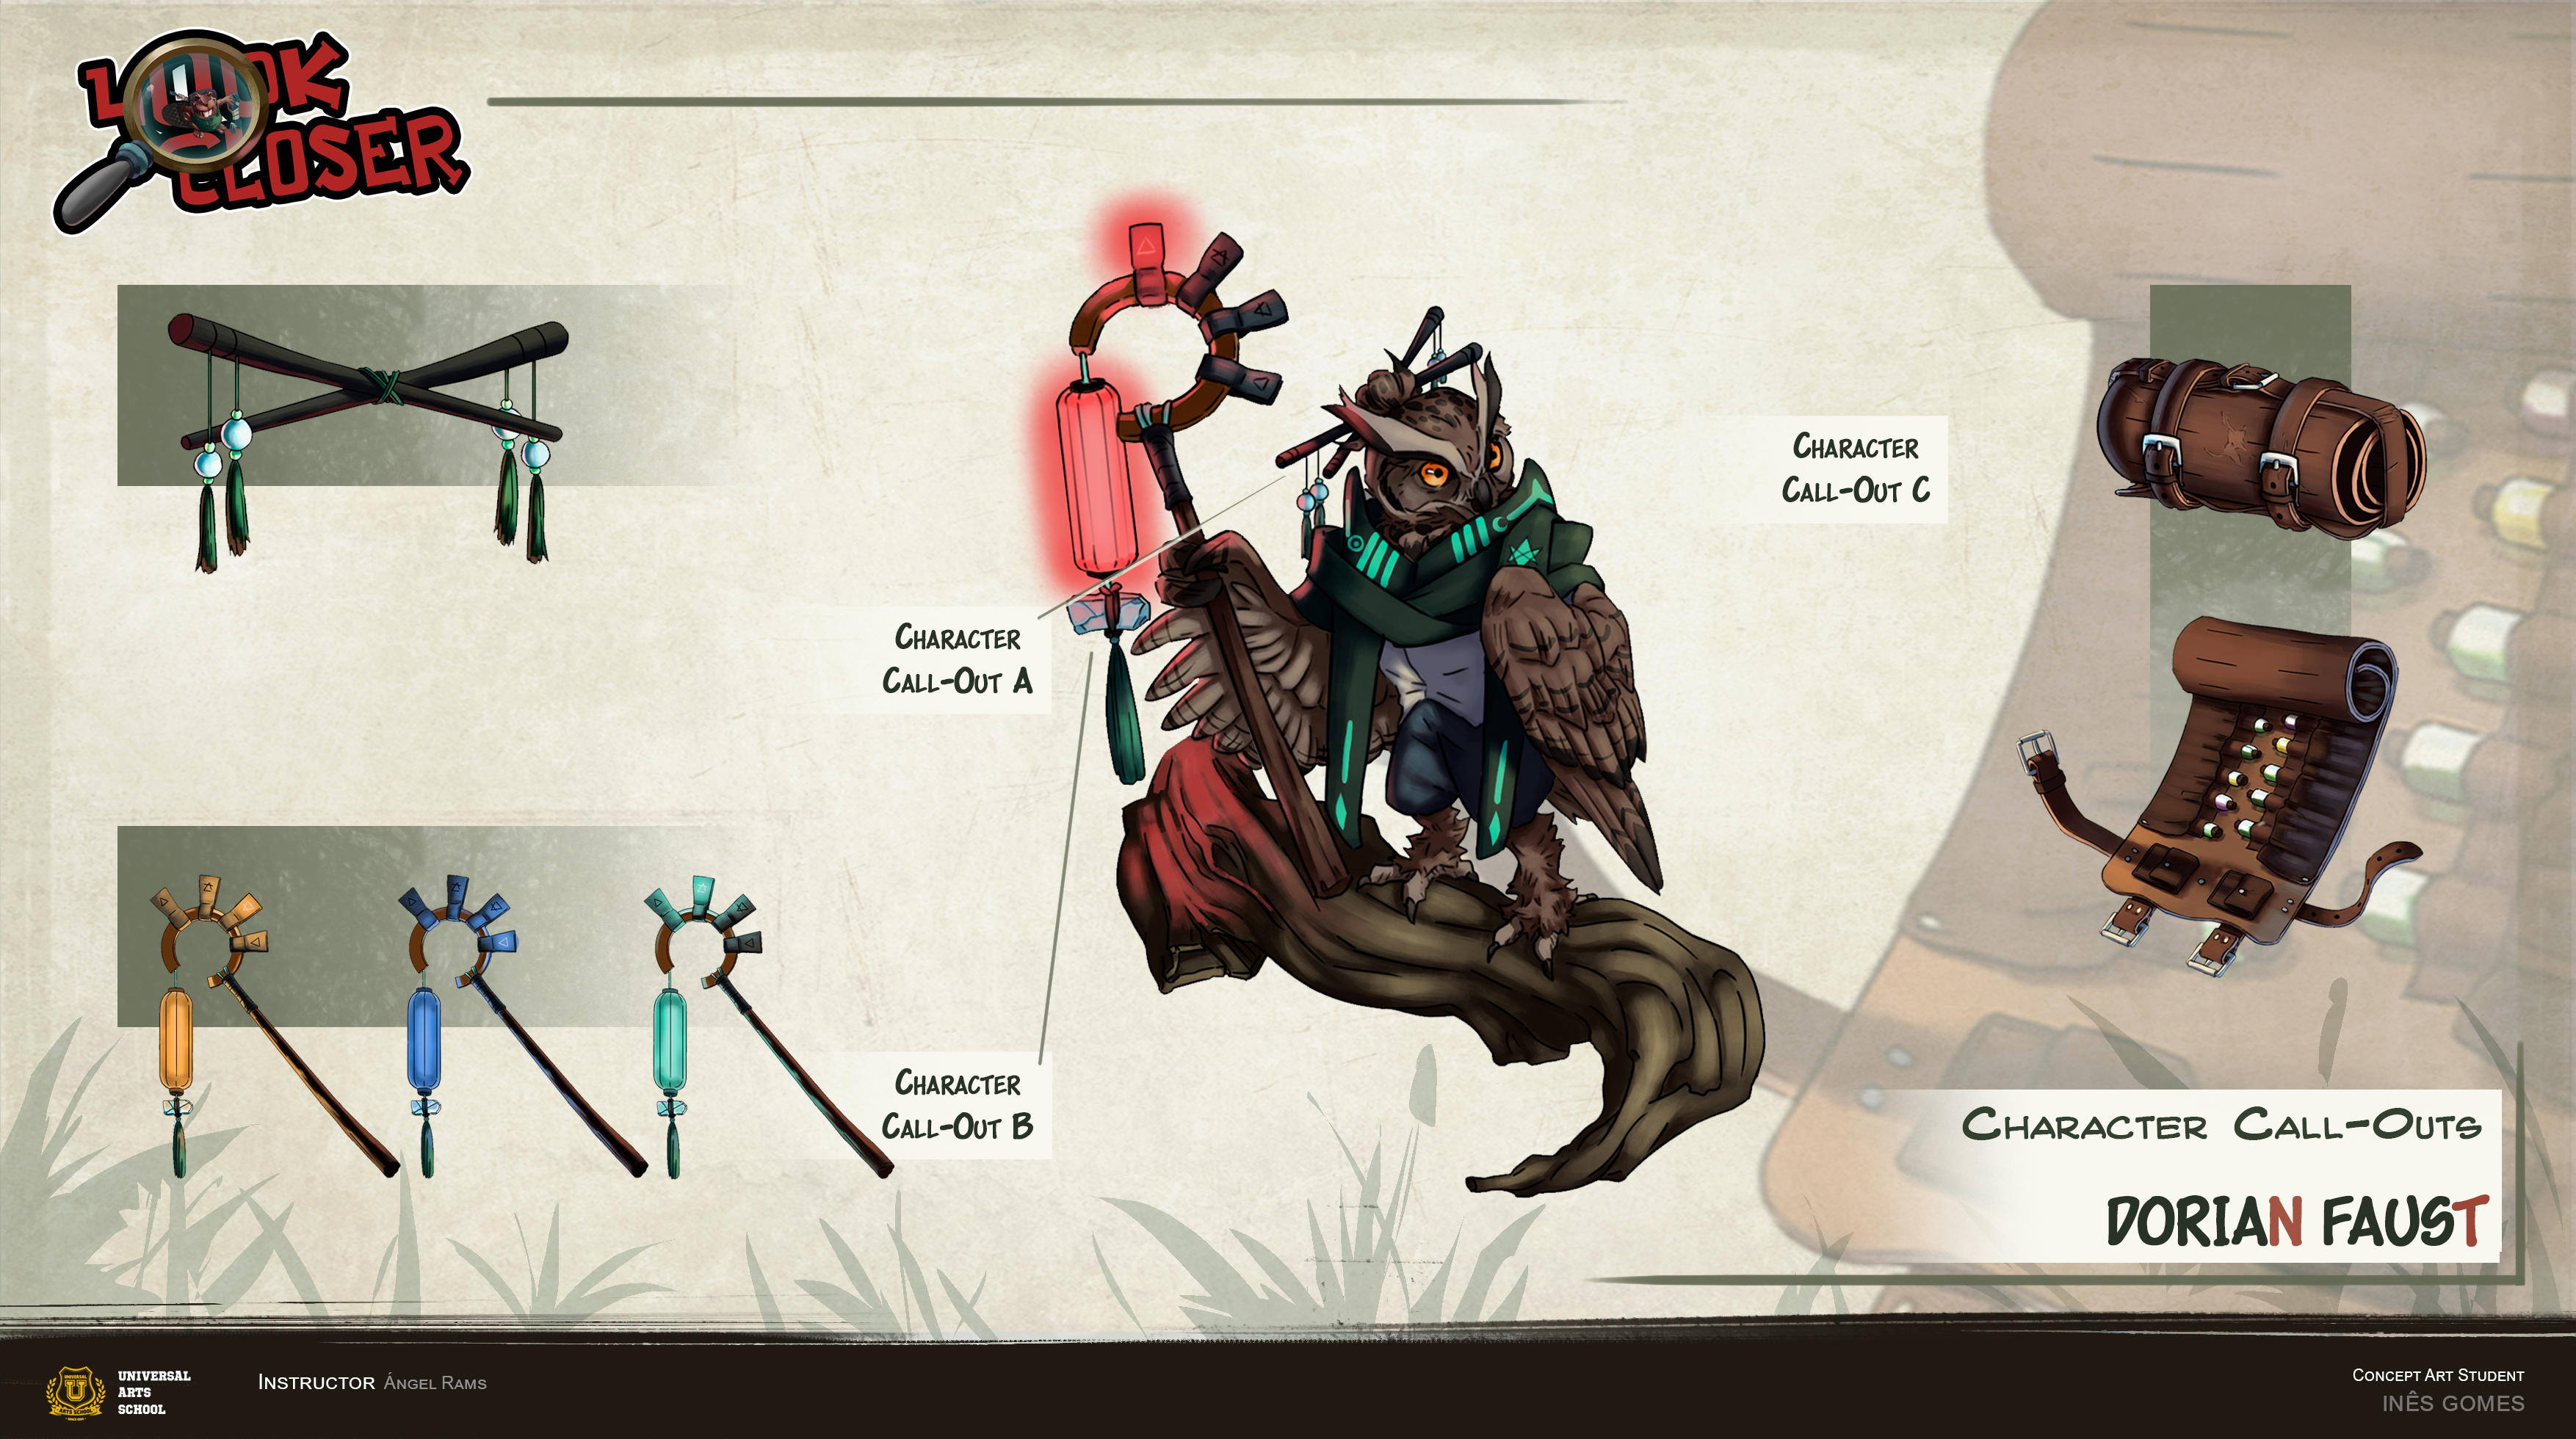 LOOK
CLOSER
Character
Call-Out C
Character
Call-Out A
Character
Call-Out B
Character Call-Outs
DORIAN FAUST
UNIVERSAL
ARTS
SCHOOL
Instructor Ángel Rams
Concept Art Student
INÊS GOMES